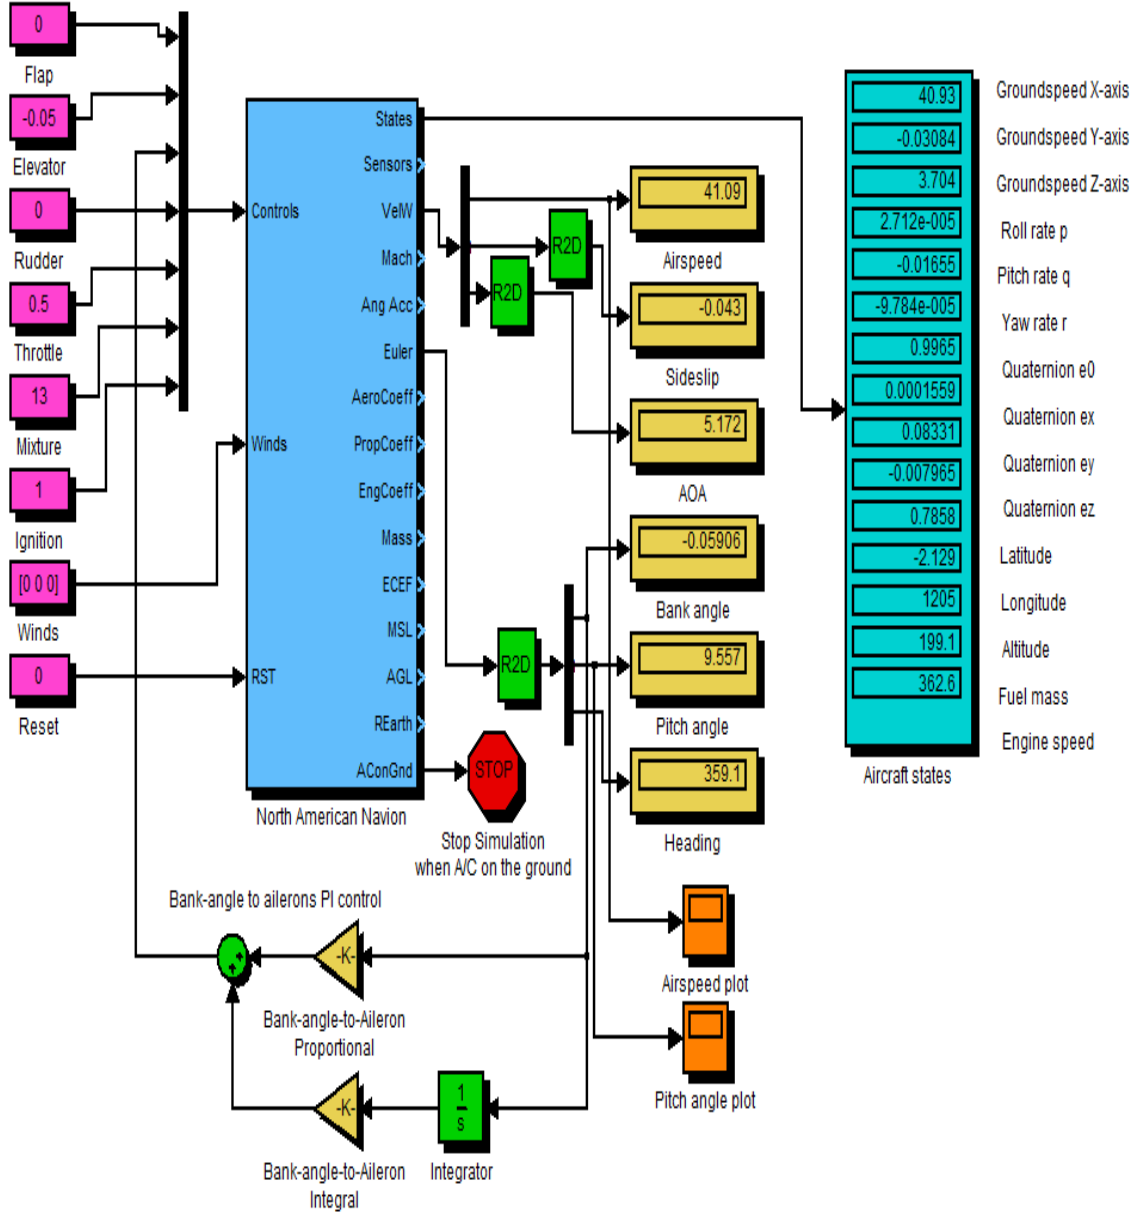 0
Flap
-0.05
Elevator
0
Rudder
0.5
Throttle
13
Mixture
1
Ignition
[0 0 0]
Winds
0
Reset
Controls
Winds
RST
States
Sensors
VelW
Mach
Ang Acc
Euler
AeroCoeff
PropCoeff
EngCoeff
Mass
ECEF
MSL
AGL
REarth
AConGnd
North American Navion
R2D
R2D
R2D
STOP
Stop Simulation
when A/C on the ground
41.09
Airspeed
-0.043
Sideslip
5.172
AOA
-0.05906
Bank angle
9.557
Pitch angle
359.1
Heading
Airspeed plot
Pitch angle plot
40.93
-0.03084
3.704
2.712e-005
-0.01655
-9.784e-005
0.9965
0.0001559
0.08331
-0.007965
0.7858
-2.129
1205
199.1
362.6
Aircraft states
Groundspeed X-axis
Groundspeed Y-axis
Groundspeed Z-axis
Roll rate p
Pitch rate q
Yaw rate r
Quaternion e0
Quaternion ex
Quaternion ey
Quaternion ez
Latitude
Longitude
Altitude
Fuel mass
Engine speed
Bank-angle to ailerons PI control
++
-K-
Bank-angle-to-Aileron
Proportional
-K-
Bank-angle-to-Aileron
Integral
1
s
Integrator